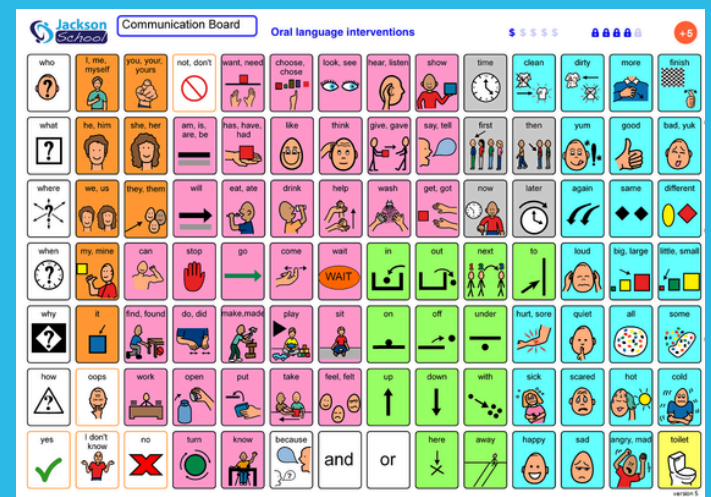 Jackson School
Communication Board
Oral language interventions
$ $ $ $ $
+5
who
I, me, myself
you, your, yours
not, don't
want, need
choose, chose
look, see
hear, listen
show
time
clean
dirty
more
finish
what
he, him
she, her
am, is, are, be
has, have, had
like
think
give, gave
say, tell
first
then
yum
good
bad, yuk
where
we, us
they, them
will
eat, ate
drink
help
wash
get, got
now
later
again
same
different
when
my, mine
can
stop
go
come
wait
WAIT
in
out
next
to
loud
big, large
little, small
why
it
find, found
do, did
make, made
play
sit
on
off
under
hurt, sore
quiet
all
some
how
oops
work
open
put
take
feel, felt
up
down
with
sick
scared
hot
cold
yes
I don't know
no
turn
know
because
and
or
here
away
happy
sad
angry, mad
toilet
version 5